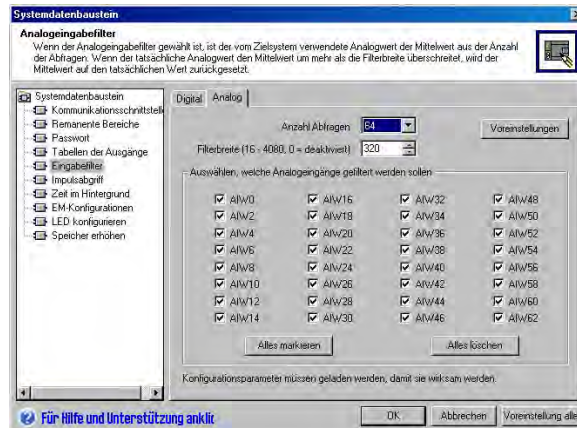 Systemdatenbaustein
Analogeingabefilter
Wenn der Analogeingabefilter gewählt ist, ist der vom Zielsystem verwendete Analogwert der Mittelwert aus der Anzahl
der Abfragen. Wenn der tatsächliche Analogwert den Mittelwert um mehr als die Filterbreite überschreitet, wird der
Mittelwert auf den tatsächlichen Wert zurückgesetzt.
Systemdatenbaustein
Kommunikationsschnittstell
Remanente Bereiche
Passwort
Tabellen der Ausgänge
Eingabefilter
Impulsabgriff
Zeit im Hintergrund
EM-Konfigurationen
LED konfigurieren
Speicher erhöhen
Digital Analog
Anzahl Abfragen 64 Voreinstellungen
Filterbreite (16 - 4080, 0 = deaktiviert) 320
Auswählen, welche Analogeingänge gefiltert werden sollen
AIW0 AIW16 AIW32 AIW48
AIW2 AIW18 AIW34 AIW50
AIW4 AIW20 AIW36 AIW52
AIW6 AIW22 AIW38 AIW54
AIW8 AIW24 AIW40 AIW56
AIW10 AIW26 AIW42 AIW58
AIW12 AIW28 AIW44 AIW60
AIW14 AIW30 AIW46 AIW62
Alles markieren Alles löschen
Konfigurationsparameter müssen geladen werden, damit sie wirksam werden.
Für Hilfe und Unterstützung anklic
OK Abbrechen Voreinstellung alle